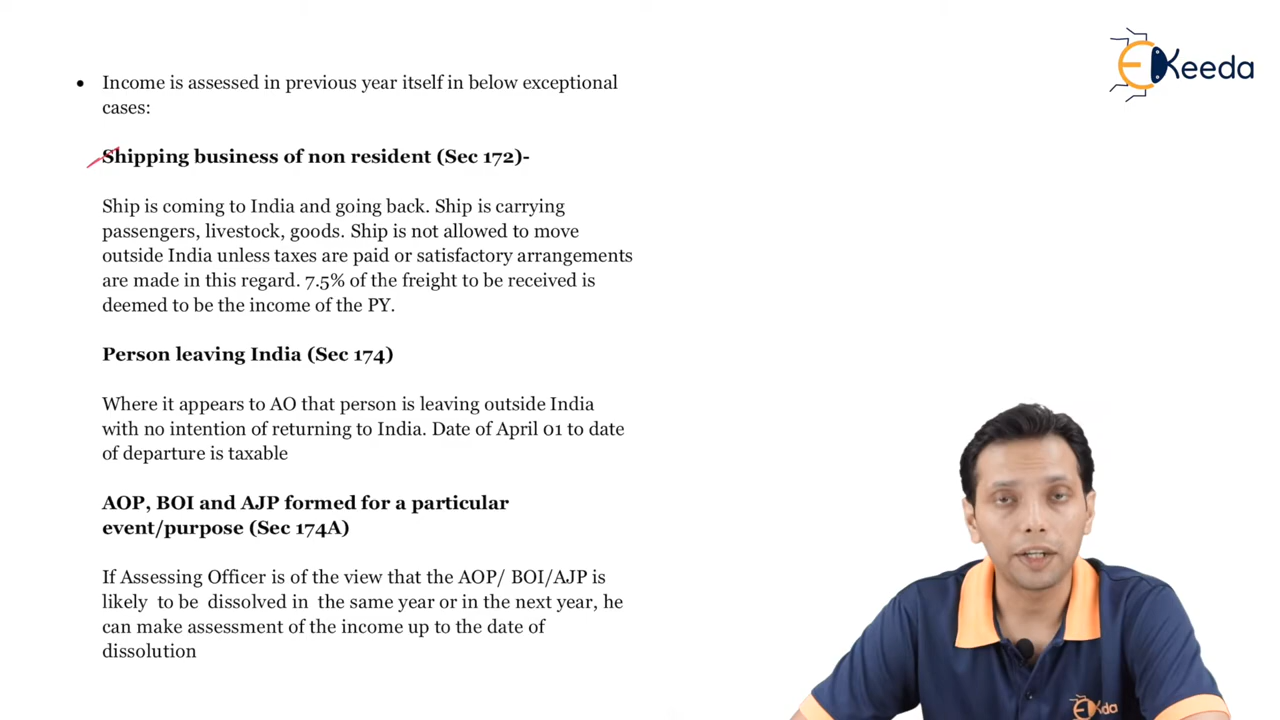 EKeeda
• Income is assessed in previous year itself in below exceptional
cases:
Shipping business of non resident (Sec 172)-
Ship is coming to India and going back. Ship is carrying
passengers, livestock, goods. Ship is not allowed to move
outside India unless taxes are paid or satisfactory arrangements
are made in this regard. 7.5% of the freight to be received is
deemed to be the income of the PY.
Person leaving India (Sec 174)
Where it appears to AO that person is leaving outside India
with no intention of returning to India. Date of April 01 to date
of departure is taxable
AOP, BOI and AJP formed for a particular
event/purpose (Sec 174A)
If Assessing Officer is of the view that the AOP/ BOI/AJP is
likely to be dissolved in the same year or in the next year, he
can make assessment of the income up to the date of
dissolution